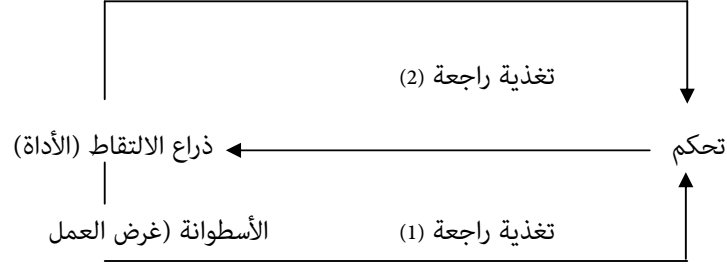 تغذية راجعة (2)
تحكم
ذراع الالتقاط (الأداة)
تغذية راجعة (1)
الأسطوانة (غرض العمل